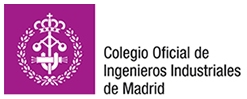 Colegio Oficial de
Ingenieros Industriales
de Madrid